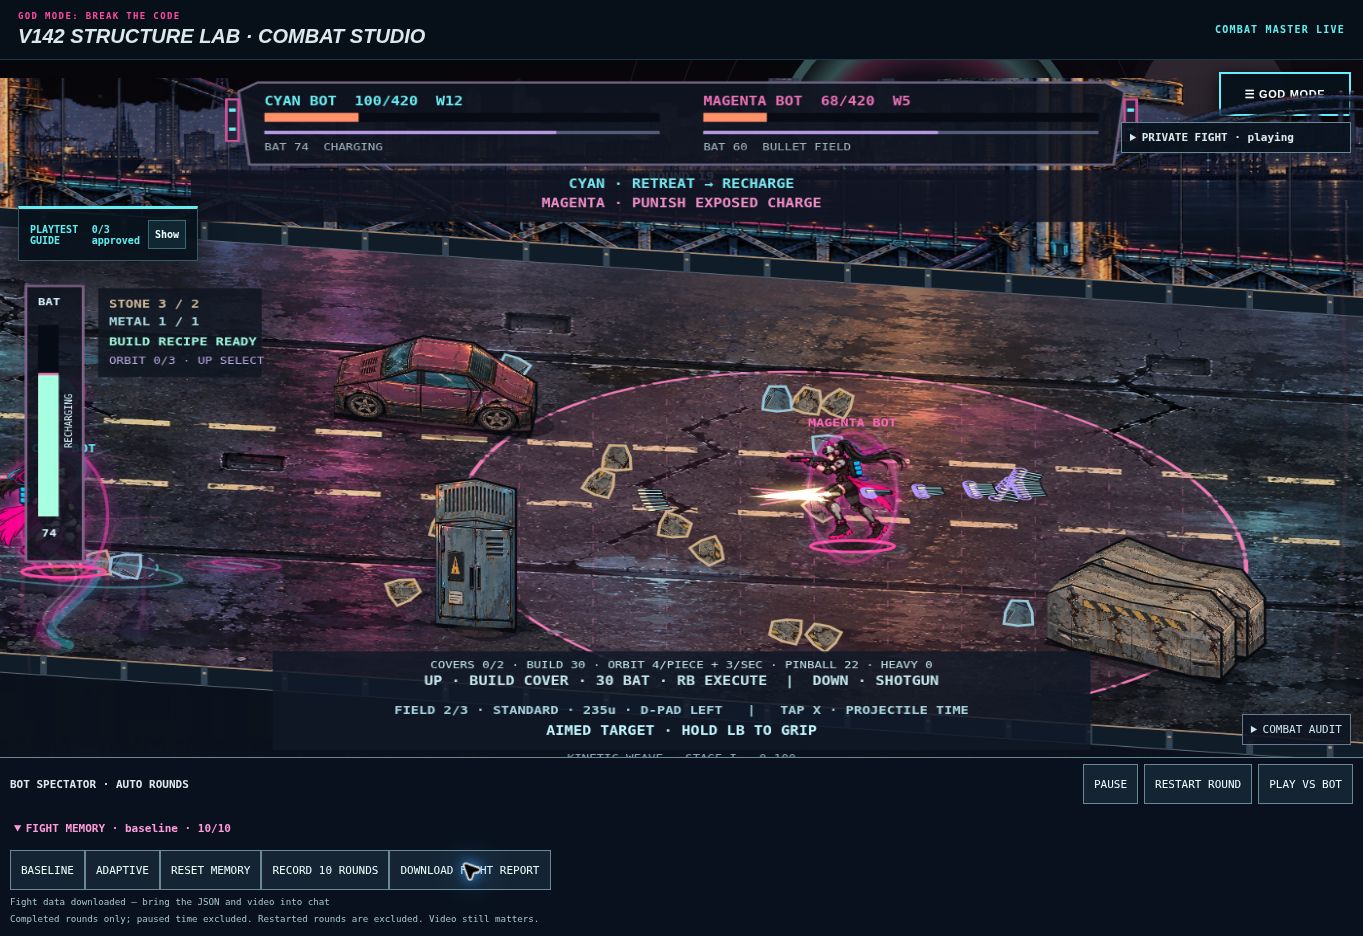 GOD MODE: BREAK THE CODE
V142 STRUCTURE LAB · COMBAT STUDIO
COMBAT MASTER LIVE
☰ GOD MODE
CYAN BOT 100/420 W12
MAGENTA BOT 68/420 W5
BAT 74 CHARGING
BAT 60 BULLET FIELD
▶ PRIVATE FIGHT · playing
CYAN · RETREAT → RECHARGE
MAGENTA · PUNISH EXPOSED CHARGE
PLAYTEST GUIDE
0/3 approved
Show
BAT
RECHARGING
74
STONE 3 / 2
METAL 1 / 1
BUILD RECIPE READY
ORBIT 0/3 · UP SELECT
MAGENTA BOT
COVERS 0/2 · BUILD 30 · ORBIT 4/PIECE + 3/SEC · PINBALL 22 · HEAVY 0
UP · BUILD COVER · 30 BAT · RB EXECUTE | DOWN · SHOTGUN
FIELD 2/3 · STANDARD · 235u · D-PAD LEFT | TAP X · PROJECTILE TIME
AIMED TARGET · HOLD LB TO GRIP
▶ COMBAT AUDIT
BOT SPECTATOR · AUTO ROUNDS
PAUSE
RESTART ROUND
PLAY VS BOT
▼ FIGHT MEMORY · baseline · 10/10
BASELINE
ADAPTIVE
RESET MEMORY
RECORD 10 ROUNDS
DOWNLOAD FIGHT REPORT
Fight data downloaded — bring the JSON and video into chat
Completed rounds only; paused time excluded. Restarted rounds are excluded. Video still matters.